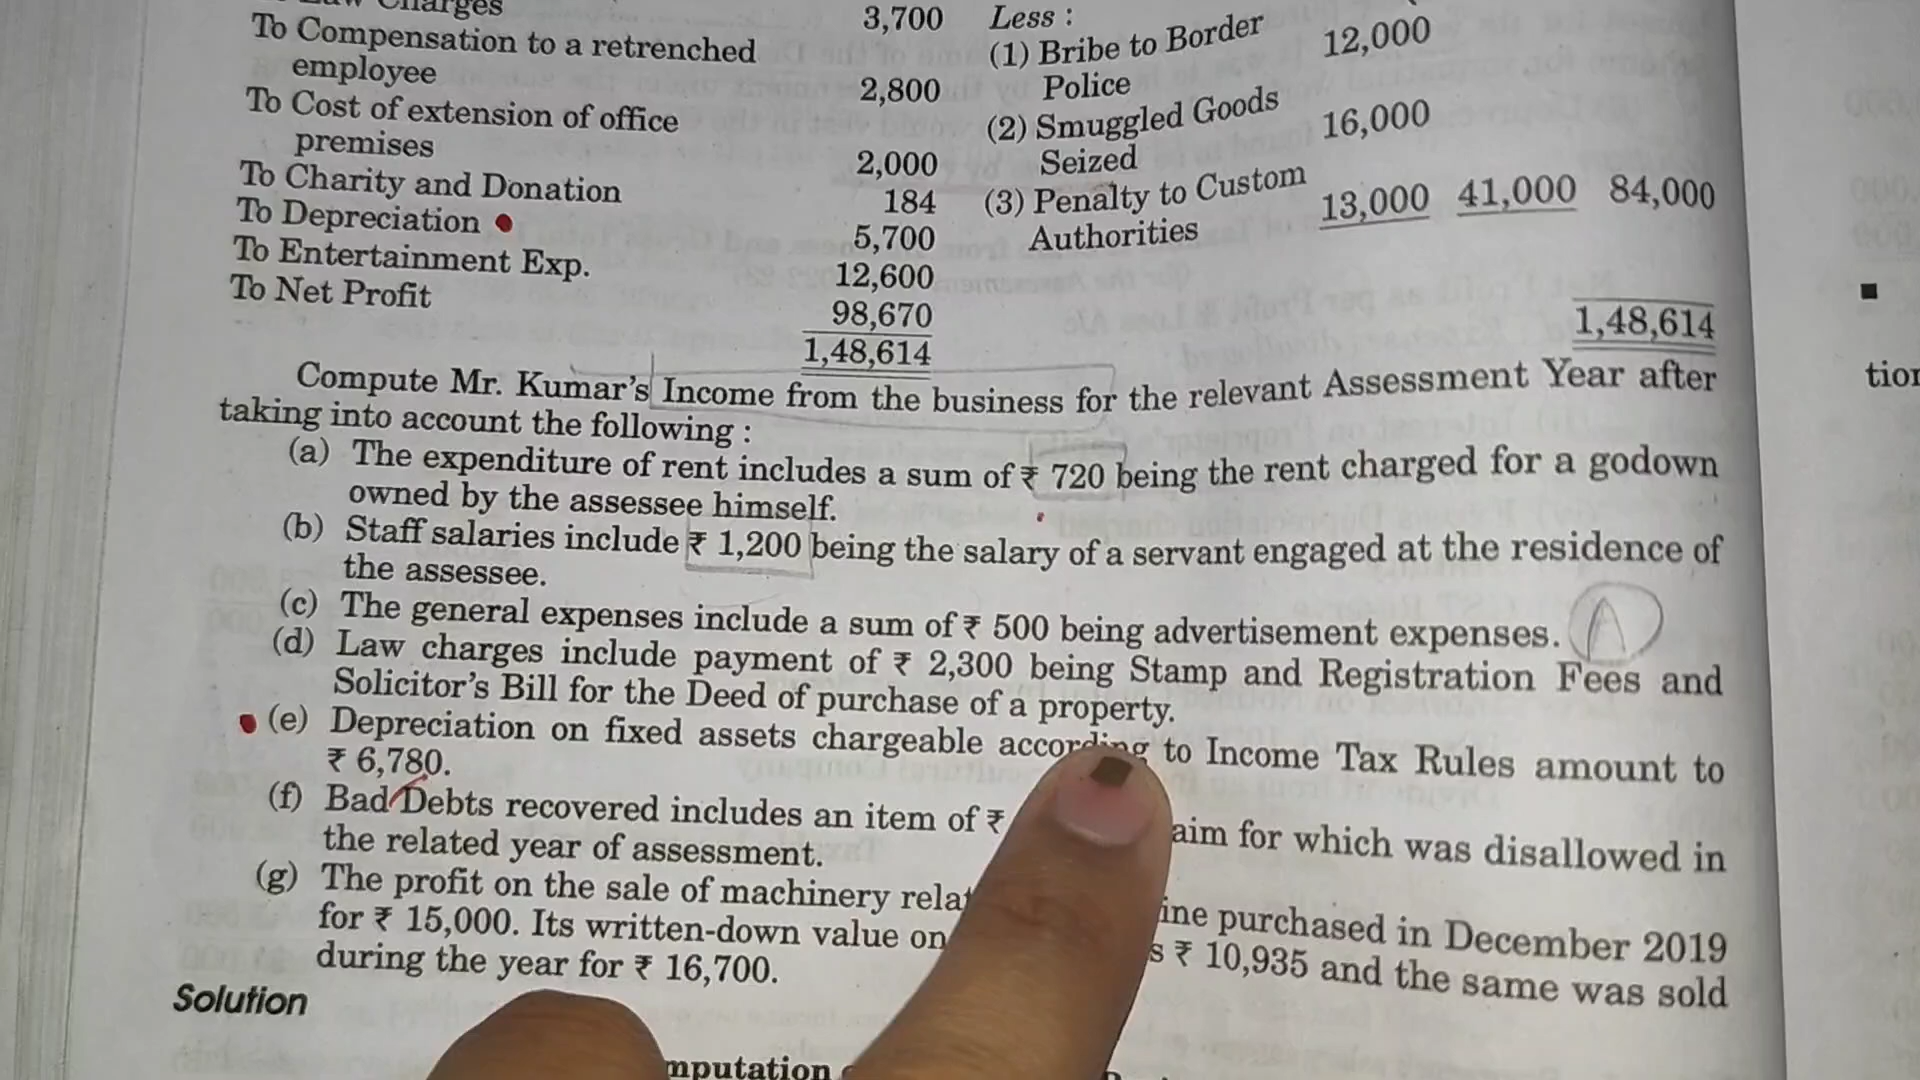 Charges 3,700 Less :
To Compensation to a retrenched (1) Bribe to Border 12,000
employee 2,800 Police
To Cost of extension of office (2) Smuggled Goods 16,000
premises 2,000 Seized
To Charity and Donation 184 (3) Penalty to Custom 13,000 41,000 84,000
To Depreciation 5,700 Authorities
To Entertainment Exp. 12,600
To Net Profit 98,670
1,48,614 1,48,614
Compute Mr. Kumar's Income from the business for the relevant Assessment Year after
taking into account the following :
(a) The expenditure of rent includes a sum of ₹ 720 being the rent charged for a godown
owned by the assessee himself.
(b) Staff salaries include ₹ 1,200 being the salary of a servant engaged at the residence of
the assessee.
(c) The general expenses include a sum of ₹ 500 being advertisement expenses. A
(d) Law charges include payment of ₹ 2,300 being Stamp and Registration Fees and
Solicitor's Bill for the Deed of purchase of a property.
(e) Depreciation on fixed assets chargeable according to Income Tax Rules amount to
₹ 6,780.
(f) Bad Debts recovered includes an item of ₹ aim for which was disallowed in
the related year of assessment.
(g) The profit on the sale of machinery rela ine purchased in December 2019
for ₹ 15,000. Its written-down value on s ₹ 10,935 and the same was sold
during the year for ₹ 16,700.
Solution
mputation
tion